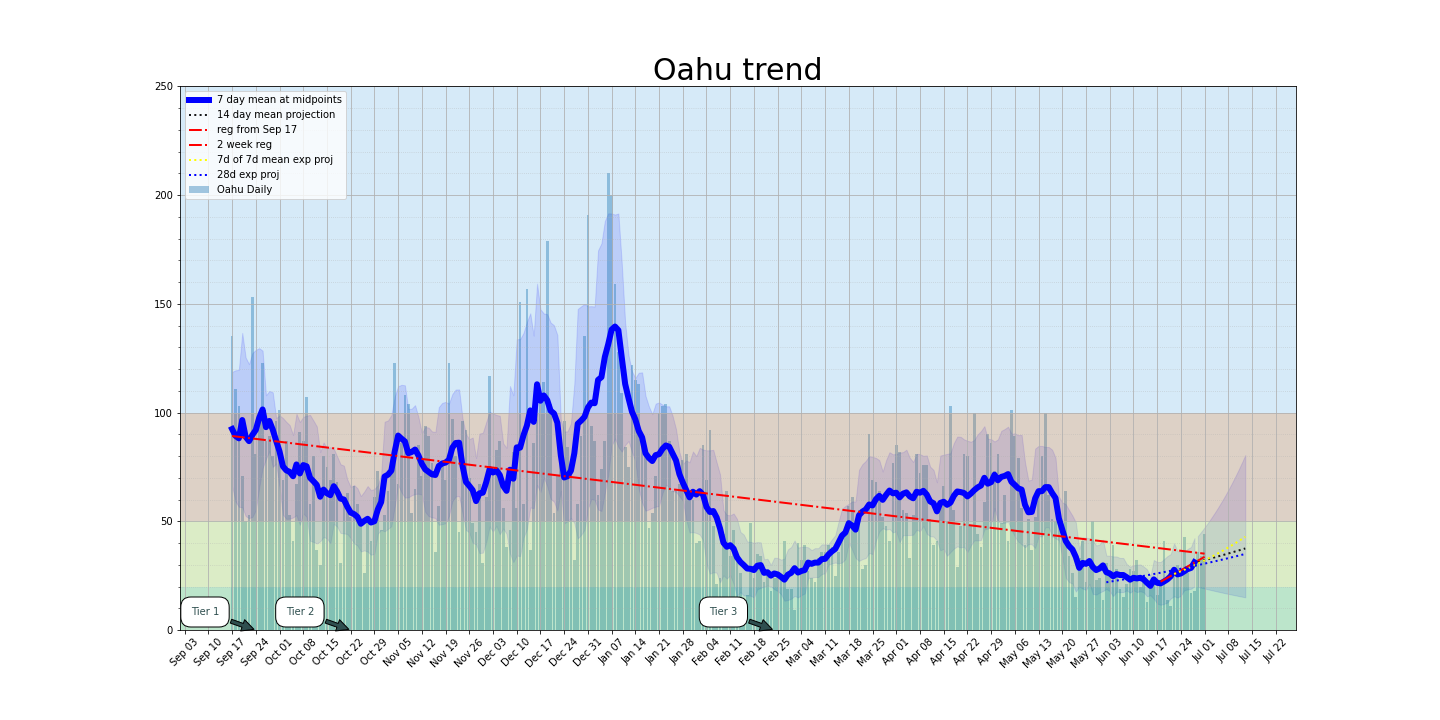 Oahu trend
250
200
150
100
50
0
7 day mean at midpoints
14 day mean projection
reg from Sep 17
2 week reg
7d of 7d mean exp proj
28d exp proj
Oahu Daily
Tier 1
Tier 2
Tier 3
Sep 03
Sep 10
Sep 17
Sep 24
Oct 01
Oct 08
Oct 15
Oct 22
Oct 29
Nov 05
Nov 12
Nov 19
Nov 26
Dec 03
Dec 10
Dec 17
Dec 24
Dec 31
Jan 07
Jan 14
Jan 21
Jan 28
Feb 04
Feb 11
Feb 18
Feb 25
Mar 04
Mar 11
Mar 18
Mar 25
Apr 01
Apr 08
Apr 15
Apr 22
Apr 29
May 06
May 13
May 20
May 27
Jun 03
Jun 10
Jun 17
Jun 24
Jul 01
Jul 08
Jul 15
Jul 22